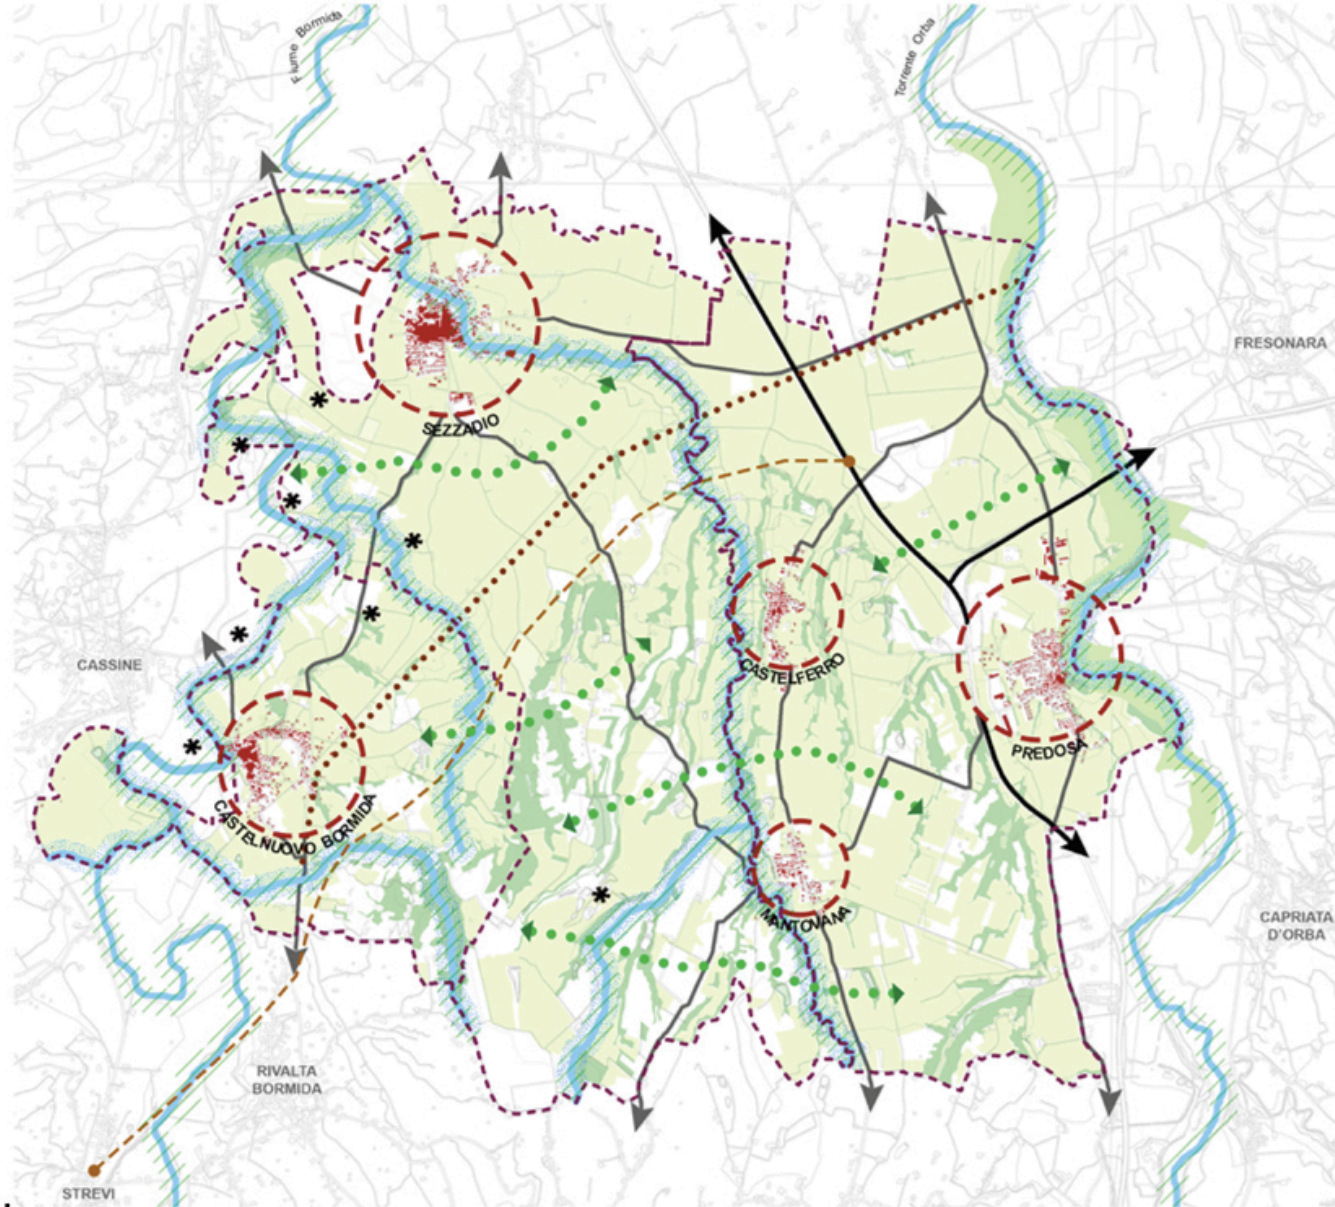 Fiume Bormida
Torrente Orba
FRESONARA
SEZZADIO
CASSINE
CASTELFERRO
PREDOSA
CASTELNUOVO BORMIDA
MANTOVANA
CAPRIATA
D'ORBA
RIVALTA
BORMIDA
STREVI